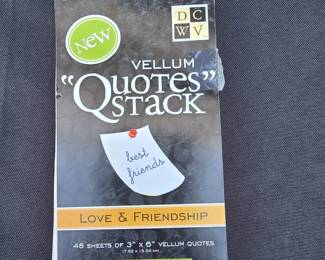 New
DC
WV
VELLUM
"QUOTES"
STACK
best
friends
LOVE & FRIENDSHIP
48 SHEETS OF 3" X 6" VELLUM QUOTES